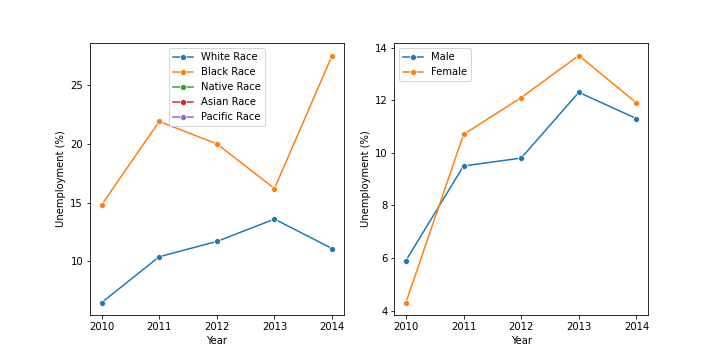 White Race
Black Race
Native Race
Asian Race
Pacific Race
25
20
15
10
Unemployment (%)
2010 2011 2012 2013 2014
Year
Male
Female
14
12
10
8
6
4
Unemployment (%)
2010 2011 2012 2013 2014
Year